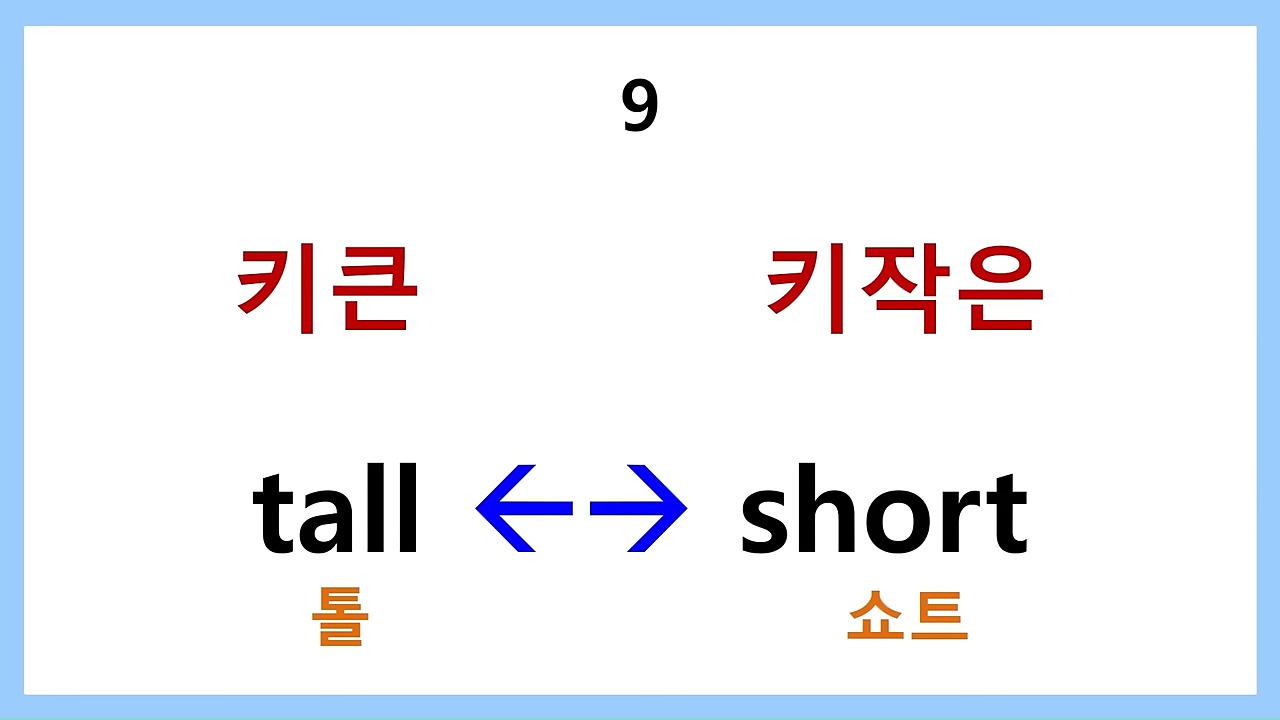 9
키큰 키작은
tall ←→ short
톨 쇼트